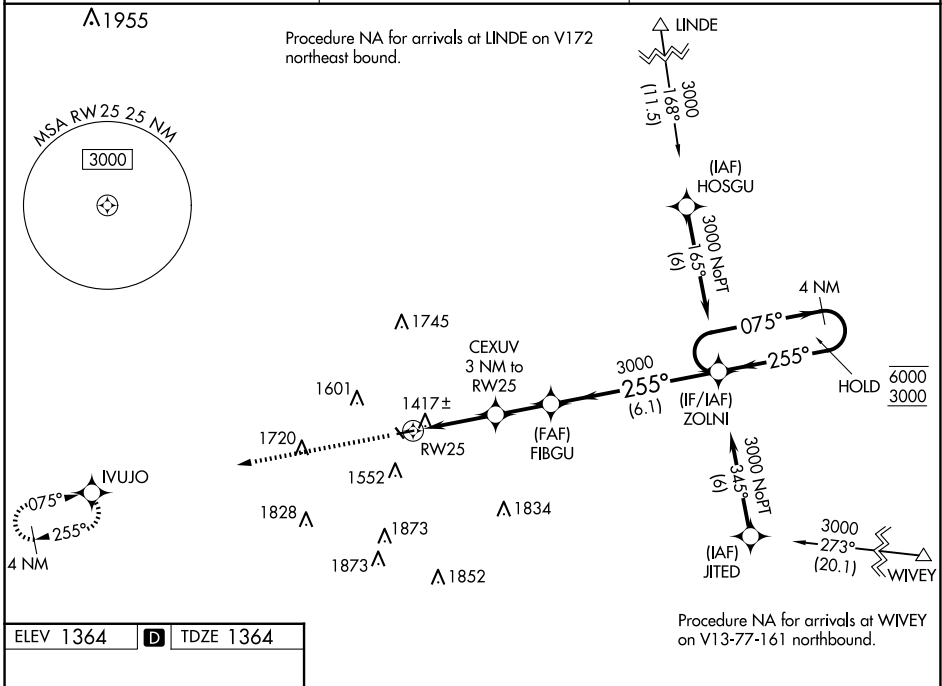 1955
Procedure NA for arrivals at LINDE on V172
northeast bound.
LINDE
3000
168°
(11.5)
MSA RW25 25 NM
3000
(IAF)
HOSGU
3000 NoPT
165°
(6)
4 NM
075°
255°
HOLD
6000
3000
1745
CEXUV
3 NM to
RW25
3000
255°
(6.1)
(IF/IAF)
ZOLNI
1601
1417±
(FAF)
FIBGU
RW25
1720
1552
IVUJO
075°
255°
4 NM
1828
1873
1873
1834
1852
3000 NoPT
345°
(6)
(IAF)
JITED
3000
273°
(20.1)
WIVEY
Procedure NA for arrivals at WIVEY
on V13-77-161 northbound.
ELEV 1364 D TDZE 1364